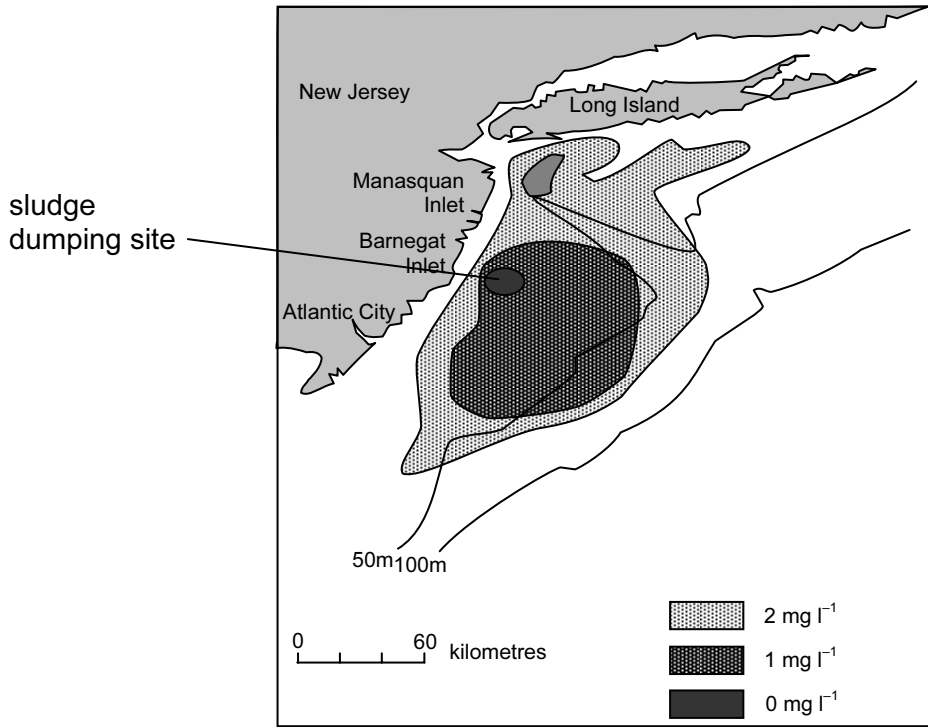 New Jersey
Long Island
Manasquan
Inlet
sludge
dumping site
Barnegat
Inlet
Atlantic City
50m
100m
0
60
kilometres
2 mg l⁻¹
1 mg l⁻¹
0 mg l⁻¹